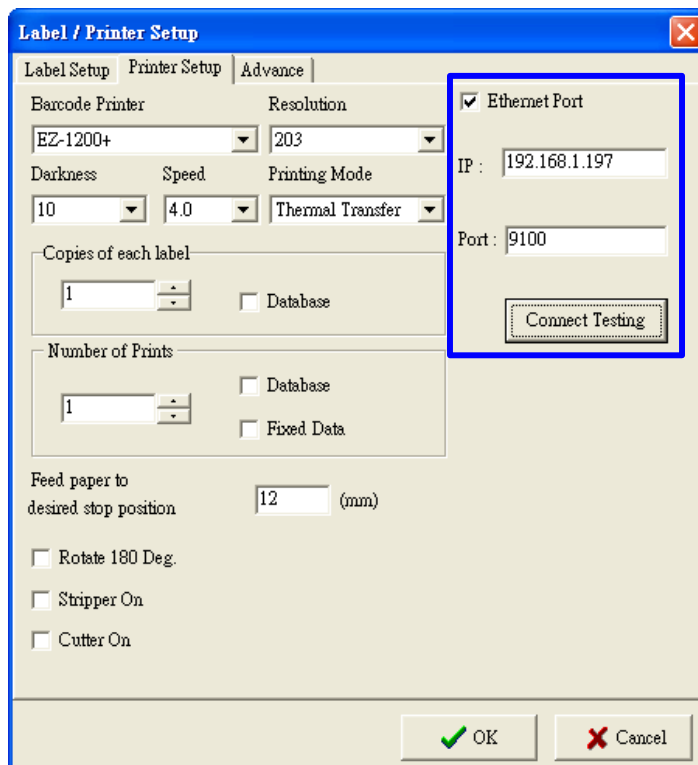 Label / Printer Setup
Label Setup
Printer Setup
Advance
Barcode Printer
Resolution
EZ-1200+
203
Darkness
Speed
Printing Mode
10
4.0
Thermal Transfer
Copies of each label
1
Database
Number of Prints
1
Database
Fixed Data
Feed paper to
desired stop position
12
(mm)
Rotate 180 Deg.
Stripper On
Cutter On
Ethernet Port
IP :
192.168.1.197
Port :
9100
Connect Testing
OK
Cancel